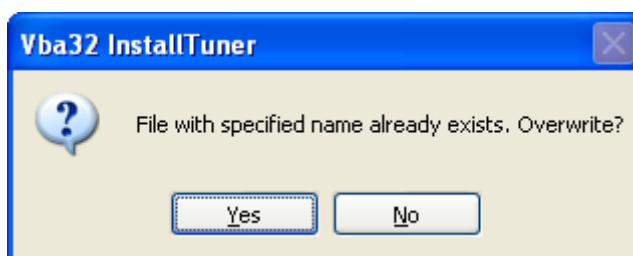 Vba32 InstallTuner
File with specified name already exists. Overwrite?
Yes No